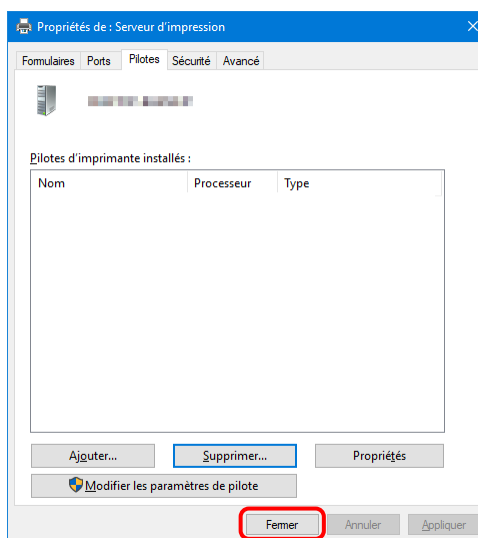 Propriétés de : Serveur d'impression
Formulaires Ports Pilotes Sécurité Avancé
Pilotes d'imprimante installés :
Nom Processeur Type
Ajouter... Supprimer... Propriétés
Modifier les paramètres de pilote
Fermer Annuler Appliquer